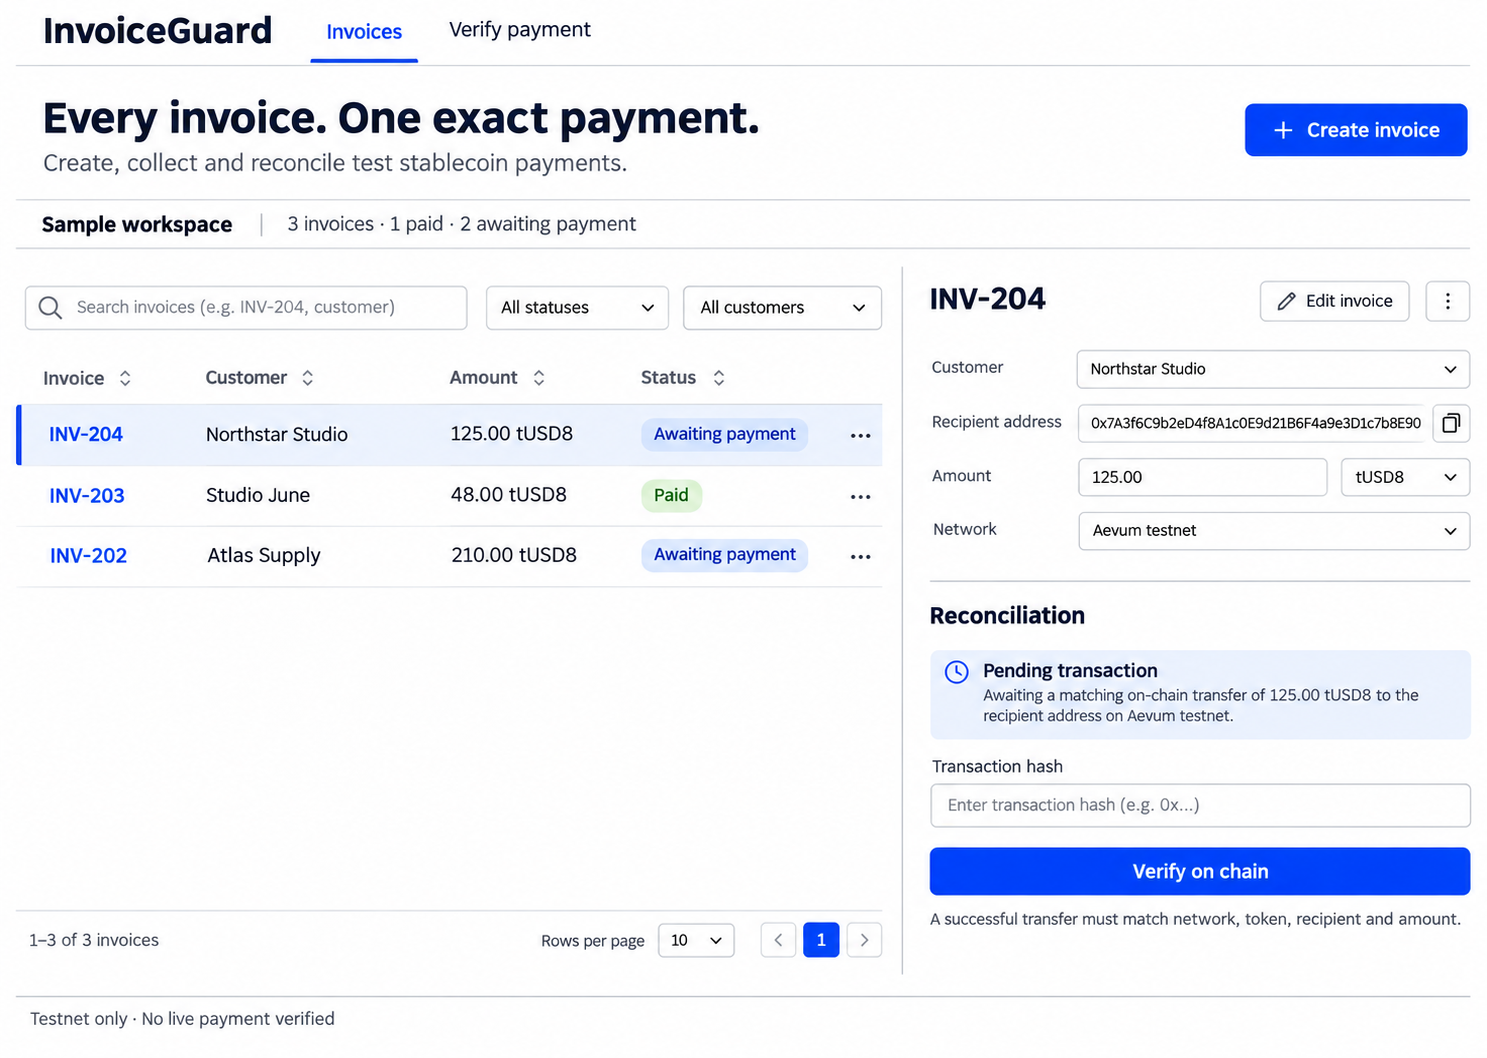 InvoiceGuard
Invoices
Verify payment
Every invoice. One exact payment.
Create, collect and reconcile test stablecoin payments.
+ Create invoice
Sample workspace
3 invoices · 1 paid · 2 awaiting payment
Search invoices (e.g. INV-204, customer)
All statuses
All customers
Invoice Customer Amount Status
INV-204 Northstar Studio 125.00 tUSD8 Awaiting payment ...
INV-203 Studio June 48.00 tUSD8 Paid ...
INV-202 Atlas Supply 210.00 tUSD8 Awaiting payment ...
1–3 of 3 invoices
Rows per page 10
1
INV-204
Edit invoice
Customer Northstar Studio
Recipient address 0x7A3f6C9b2eD4f8A1c0E9d21B6F4a9e3D1c7b8E90
Amount 125.00 tUSD8
Network Aevum testnet
Reconciliation
Pending transaction
Awaiting a matching on-chain transfer of 125.00 tUSD8 to the
recipient address on Aevum testnet.
Transaction hash
Enter transaction hash (e.g. 0x...)
Verify on chain
A successful transfer must match network, token, recipient and amount.
Testnet only · No live payment verified